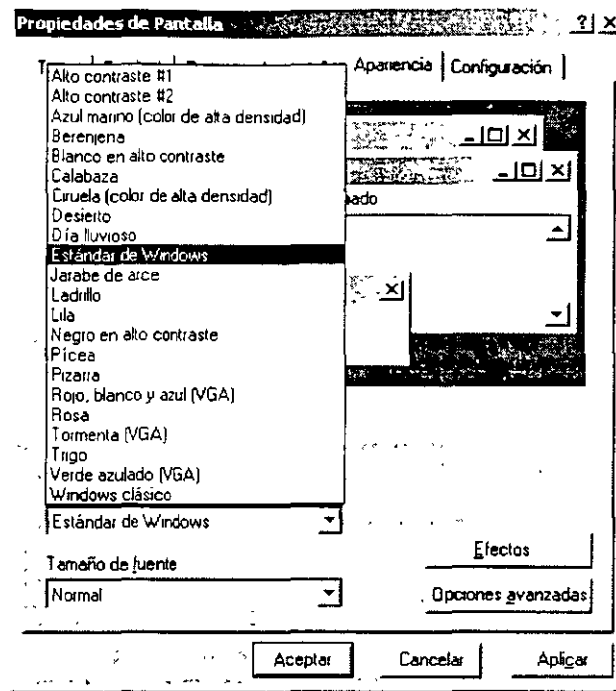 Propiedades de Pantalla
Apariencia Configuración
Alto contraste #1
Alto contraste #2
Azul marino (color de alta densidad)
Berenjena
Blanco en alto contraste
Calabaza
Ciruela (color de alta densidad)
Desierto
Día lluvioso
Estándar de Windows
Jarabe de arce
Ladrillo
Lila
Negro en alto contraste
Pícea
Pizarra
Rojo, blanco y azul (VGA)
Rosa
Tormenta (VGA)
Trigo
Verde azulado (VGA)
Windows clásico
Estándar de Windows
Efectos
Tamaño de fuente
Normal
Opciones avanzadas
Aceptar Cancelar Aplicar